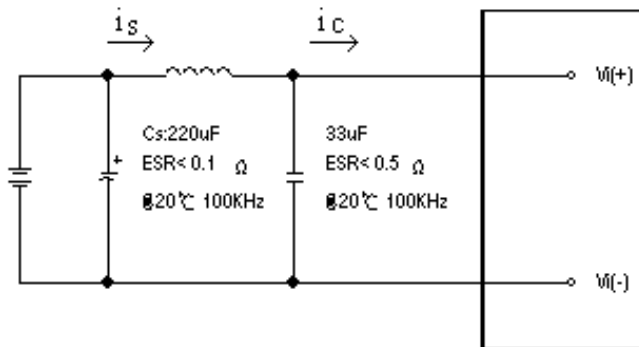 is
ic
Vi(+)
Cs:220uF
33uF
+
ESR<0.1 Ω
ESR<0.5 Ω
@20℃ 100KHz
@20℃ 100KHz
Vi(-)